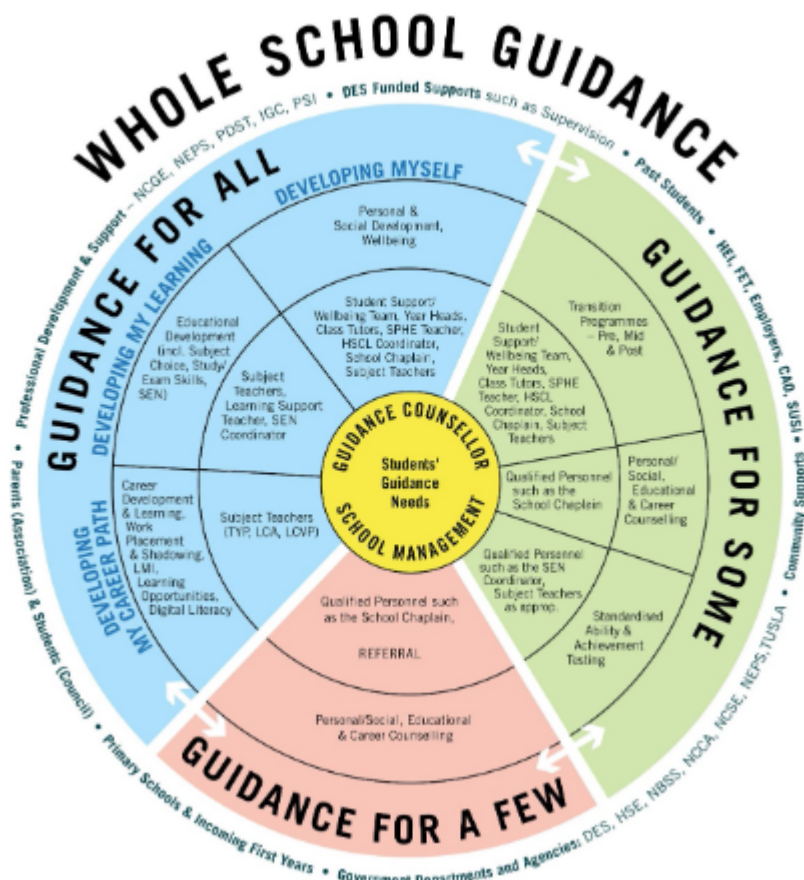 WHOLE SCHOOL GUIDANCE
Professional Development & Support – NCGE, NEPS, PDST, IGC, PSI • DES Funded Supports such as Supervision • Past Students • HEI, FET, Employers, CAO, SUSI • Community Supports
GUIDANCE FOR ALL
DEVELOPING MYSELF
Personal &
Social Development,
Wellbeing
Student Support/
Wellbeing Team, Year Heads,
Class Tutors, SPHE Teacher,
HSCL Coordinator,
School Chaplain,
Subject Teachers
DEVELOPING MY LEARNING
Educational
Development
(incl. Subject
Choice, Study/
Exam Skills,
SEN)
Subject
Teachers,
Learning Support
Teacher, SEN
Coordinator
DEVELOPING
MY CAREER PATH
Career
Development
& Learning,
Work
Placement
& Shadowing,
LMI,
Learning
Opportunities,
Digital Literacy
Subject Teachers
(TYP, LCA, LCVP)
GUIDANCE COUNSELLOR
Students'
Guidance
Needs
SCHOOL MANAGEMENT
GUIDANCE FOR SOME
Transition
Programmes
– Pre, Mid
& Post
Student
Support/
Wellbeing Team,
Year Heads,
Class Tutors, SPHE
Teacher, HSCL
Coordinator, School
Chaplain, Subject
Teachers
Personal/
Social,
Educational
& Career
Counselling
Qualified Personnel
such as the
School Chaplein
Qualified Personnel
such as the SEN
Coordinator,
Subject Teachers
as approp.
Standardised
Ability &
Achievement
Testing
Qualified Personnel such
as the School Chaplain,
REFERRAL
Personal/Social, Educational
& Career Counselling
GUIDANCE FOR A FEW
Parents (Association) & Students (Council) • Primary Schools & Incoming First Years • Government Departments and Agencies: DES, HSE, NBSS, NCCA, NCSE, NEPS, TUSLA